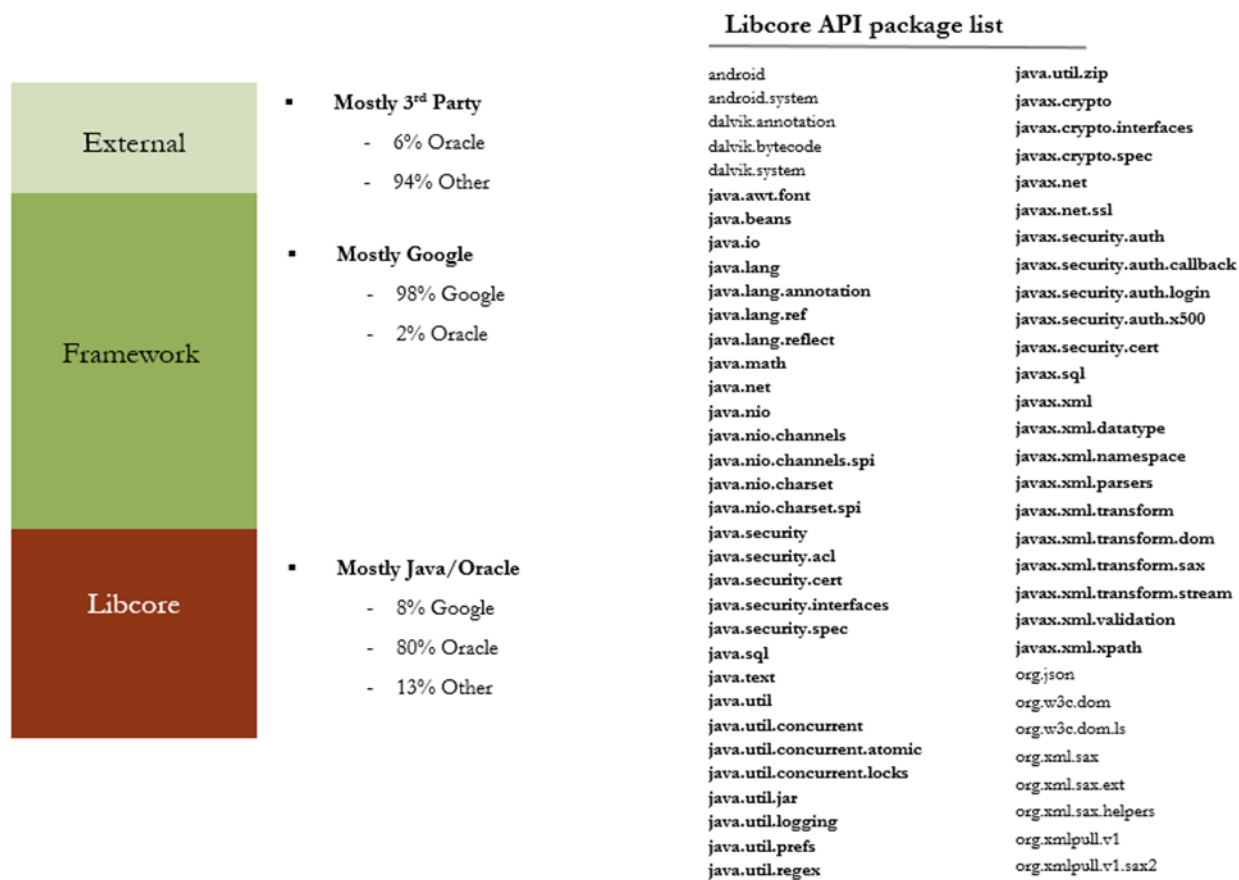 External
▪ Mostly 3rd Party
- 6% Oracle
- 94% Other
Framework
▪ Mostly Google
- 98% Google
- 2% Oracle
Libcore
▪ Mostly Java/Oracle
- 8% Google
- 80% Oracle
- 13% Other
Libcore API package list
android
android.system
dalvik.annotation
dalvik.bytecode
dalvik.system
java.awt.font
java.beans
java.io
java.lang
java.lang.annotation
java.lang.ref
java.lang.reflect
java.math
java.net
java.nio
java.nio.channels
java.nio.channels.spi
java.nio.charset
java.nio.charset.spi
java.security
java.security.acl
java.security.cert
java.security.interfaces
java.security.spec
java.sql
java.text
java.util
java.util.concurrent
java.util.concurrent.atomic
java.util.concurrent.locks
java.util.jar
java.util.logging
java.util.prefs
java.util.regex
java.util.zip
javax.crypto
javax.crypto.interfaces
javax.crypto.spec
javax.net
javax.net.ssl
javax.security.auth
javax.security.auth.callback
javax.security.auth.login
javax.security.auth.x500
javax.security.cert
javax.sql
javax.xml
javax.xml.datatype
javax.xml.namespace
javax.xml.parsers
javax.xml.transform
javax.xml.transform.dom
javax.xml.transform.sax
javax.xml.transform.stream
javax.xml.validation
javax.xml.xpath
org.json
org.w3c.dom
org.w3c.dom.ls
org.xml.sax
org.xml.sax.ext
org.xml.sax.helpers
org.xmlpull.v1
org.xmlpull.v1.sax2